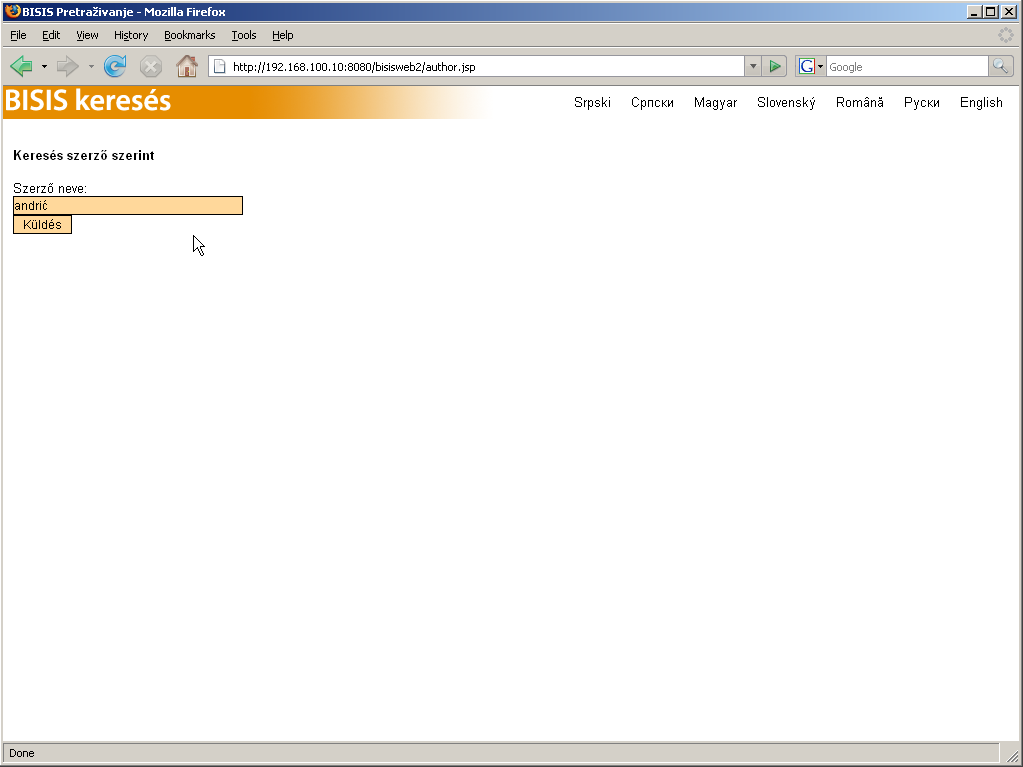 BISIS Pretraživanje - Mozilla Firefox
File Edit View History Bookmarks Tools Help
http://192.168.100.10:8080/bisisweb2/author.jsp G Google
BISIS keresés Srpski Српски Magyar Slovenský Română Руски English
Keresés szerző szerint
Szerző neve:
andrić
Küldés
Done